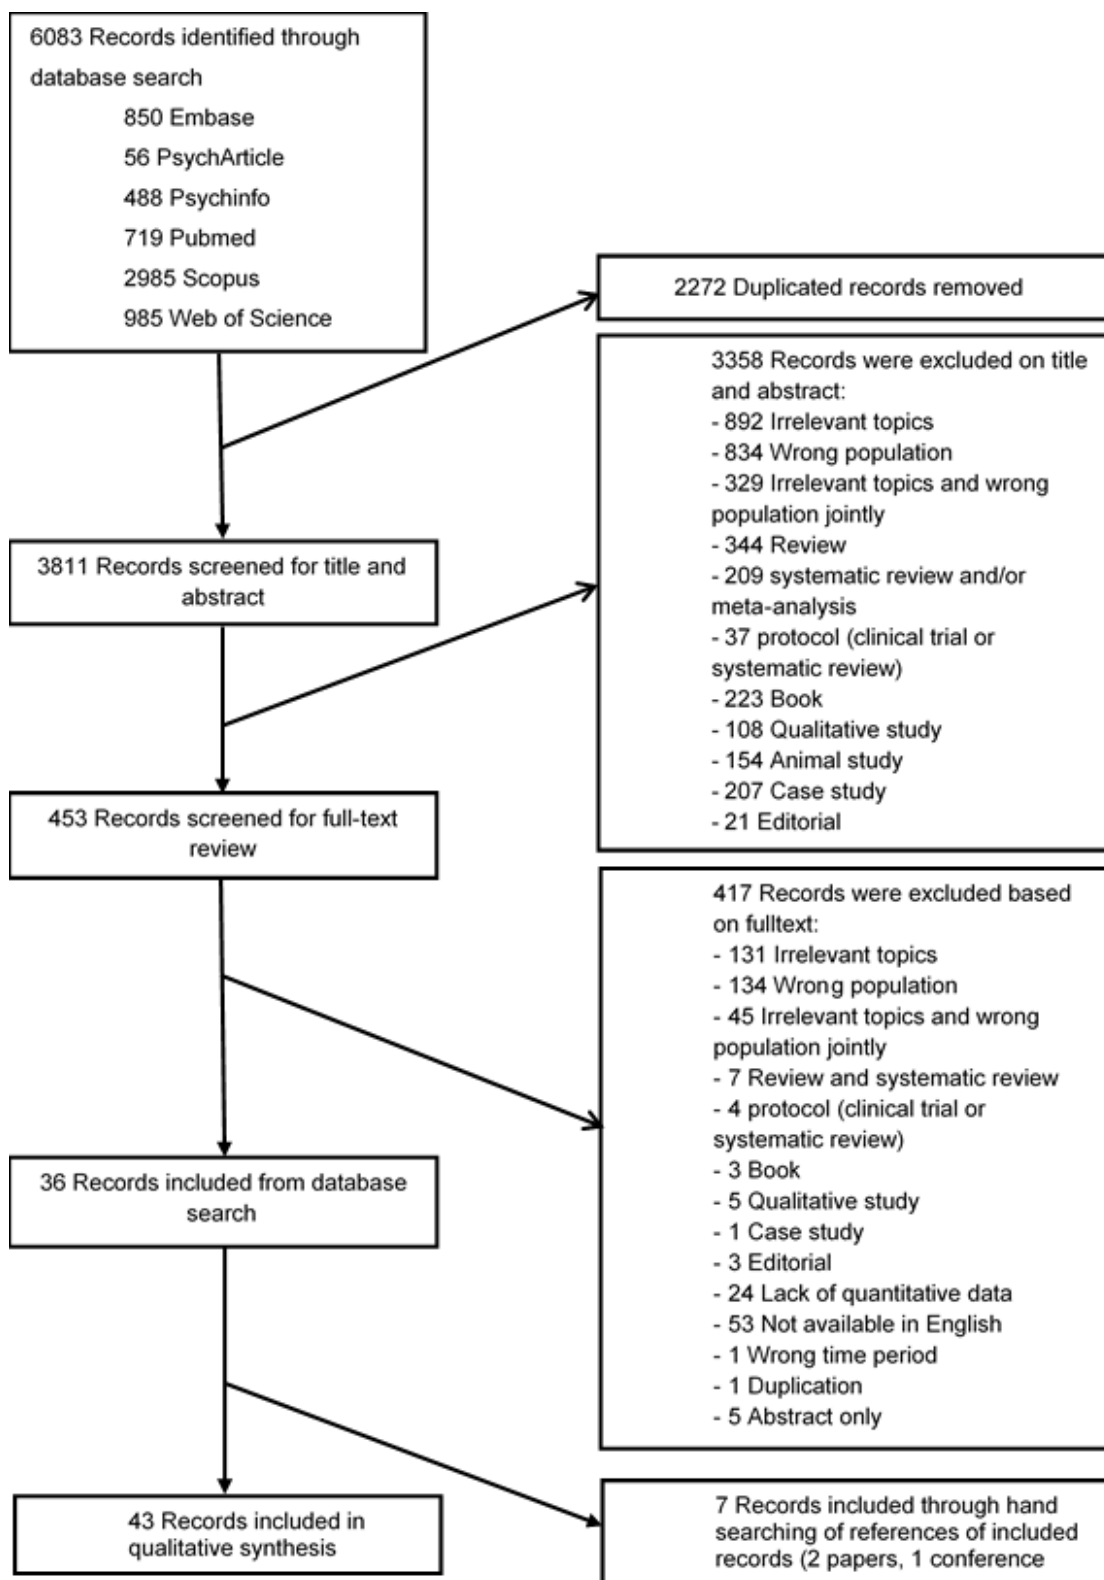 6083 Records identified through
database search
850 Embase
56 PsychArticle
488 Psychinfo
719 Pubmed
2985 Scopus
985 Web of Science
2272 Duplicated records removed
3811 Records screened for title and
abstract
3358 Records were excluded on title
and abstract:
- 892 Irrelevant topics
- 834 Wrong population
- 329 Irrelevant topics and wrong
population jointly
- 344 Review
- 209 systematic review and/or
meta-analysis
- 37 protocol (clinical trial or
systematic review)
- 223 Book
- 108 Qualitative study
- 154 Animal study
- 207 Case study
- 21 Editorial
453 Records screened for full-text
review
417 Records were excluded based
on fulltext:
- 131 Irrelevant topics
- 134 Wrong population
- 45 Irrelevant topics and wrong
population jointly
- 7 Review and systematic review
- 4 protocol (clinical trial or
systematic review)
- 3 Book
- 5 Qualitative study
- 1 Case study
- 3 Editorial
- 24 Lack of quantitative data
- 53 Not available in English
- 1 Wrong time period
- 1 Duplication
- 5 Abstract only
36 Records included from database
search
7 Records included through hand
searching of references of included
records (2 papers, 1 conference
43 Records included in
qualitative synthesis